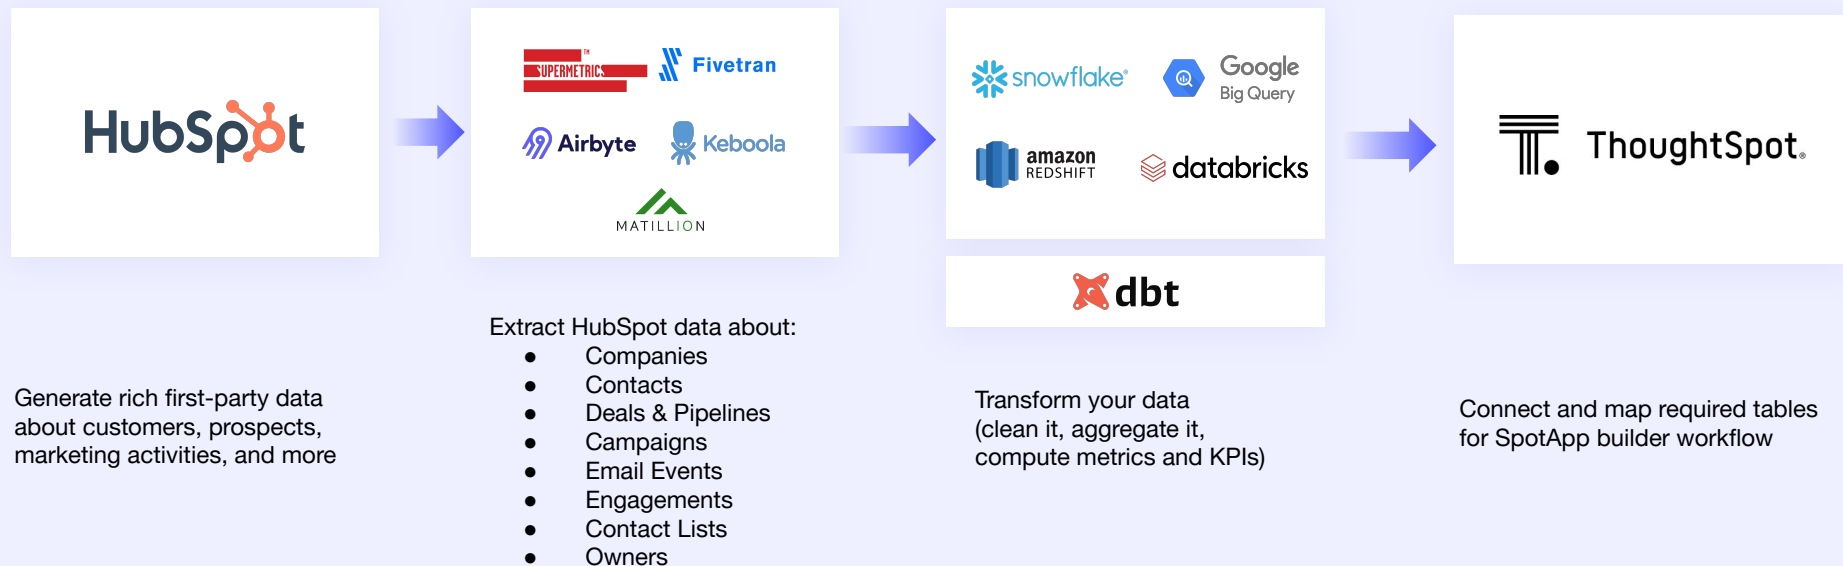 HubSpot
SUPERMETRICS™
Fivetran
Airbyte
Keboola
MATILLION
snowflake®
Google
Big Query
amazon
REDSHIFT
databricks
dbt
ThoughtSpot®
Generate rich first-party data
about customers, prospects,
marketing activities, and more
Extract HubSpot data about:
● Companies
● Contacts
● Deals & Pipelines
● Campaigns
● Email Events
● Engagements
● Contact Lists
● Owners
Transform your data
(clean it, aggregate it,
compute metrics and KPIs)
Connect and map required tables
for SpotApp builder workflow